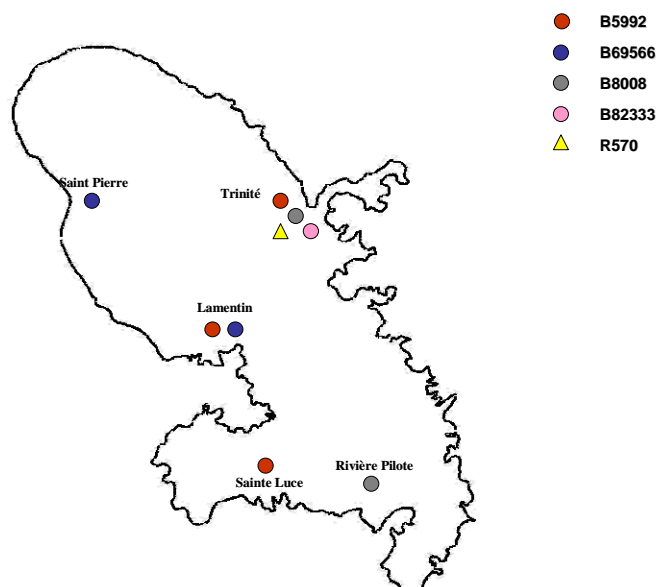 B5992
B69566
B8008
B82333
R570
Saint Pierre
Trinité
Lamentin
Sainte Luce
Rivière Pilote